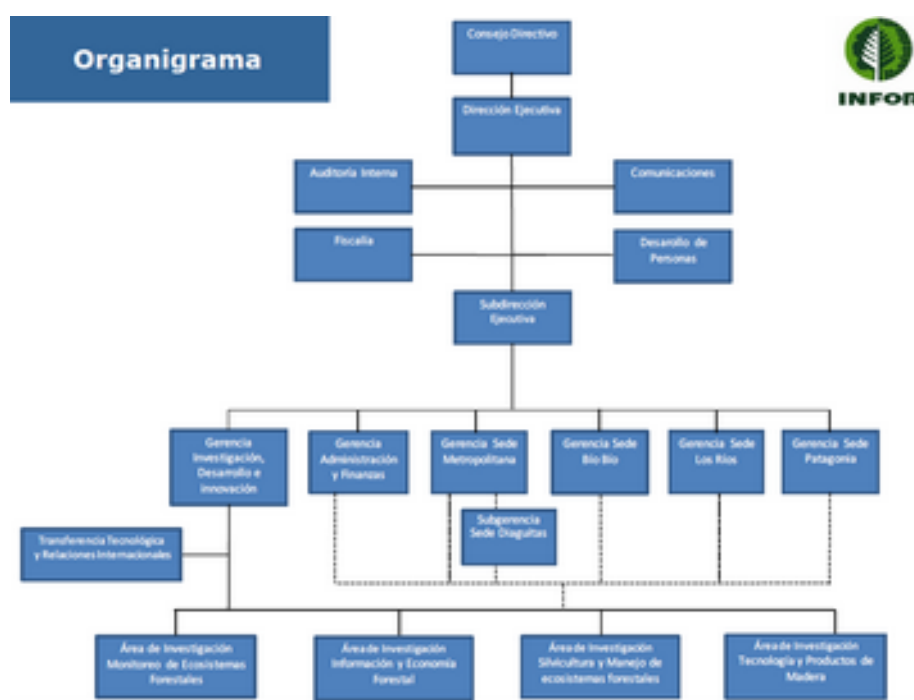 Organigrama
Consejo Directivo
INFOR
Dirección Ejecutiva
Auditoría Interna
Comunicaciones
Fiscalía
Desarollo de
Personas
Subdirección
Ejecutiva
Gerencia
Investigación,
Desarrollo e
Innovación
Gerencia
Administración
y Finanzas
Gerencia Sede
Metropolitana
Gerencia Sede
Bío Bío
Gerencia Sede
Los Ríos
Gerencia Sede
Patagonia
Subgerencia
Sede Diaguitas
Transferencia Tecnológica
y Relaciones Internacionales
Área de Investigación
Monitoreo de Ecosistemas
Forestales
Área de Investigación
Información y Economía
Forestal
Área de Investigación
Silvicultura y Manejo de
ecosistemas forestales
Área de Investigación
Tecnología y Productos de
Madera